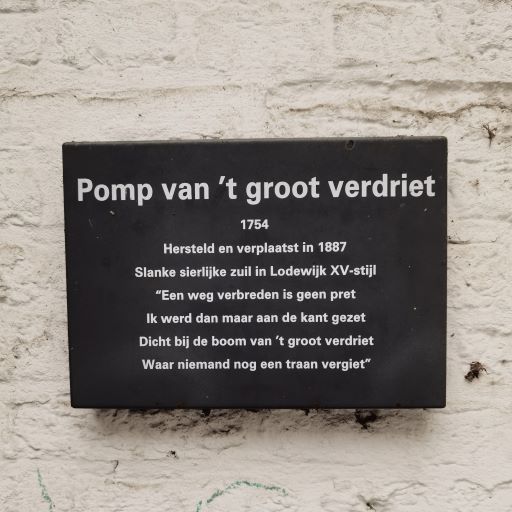 Pomp van ’t groot verdriet
1754
Hersteld en verplaatst in 1887
Slanke sierlijke zuil in Lodewijk XV-stijl
“Een weg verbreden is geen pret
Ik werd dan maar aan de kant gezet
Dicht bij de boom van ’t groot verdriet
Waar niemand nog een traan vergiet”